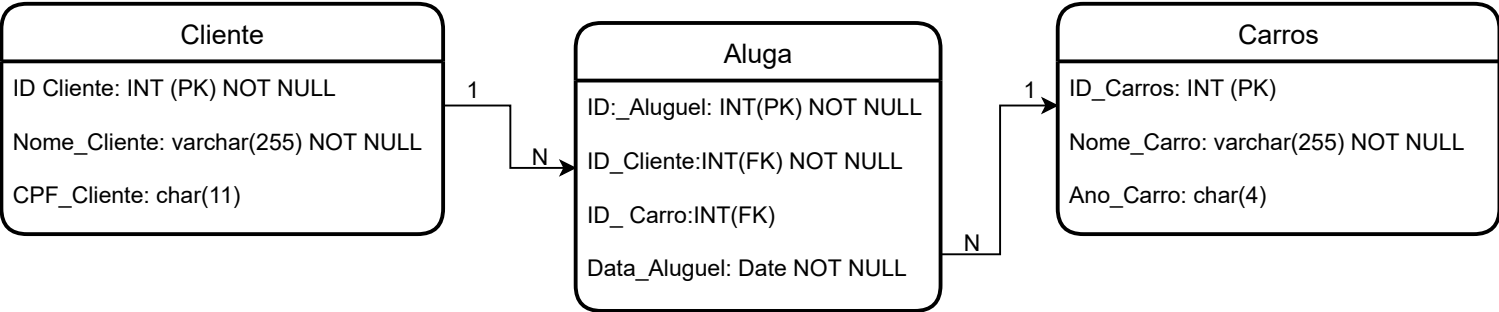 Cliente
ID Cliente: INT (PK) NOT NULL
Nome_Cliente: varchar(255) NOT NULL
CPF_Cliente: char(11)
1
N
Aluga
ID:_Aluguel: INT(PK) NOT NULL
ID_Cliente:INT(FK) NOT NULL
ID_ Carro:INT(FK)
Data_Aluguel: Date NOT NULL
N
1
Carros
ID_Carros: INT (PK)
Nome_Carro: varchar(255) NOT NULL
Ano_Carro: char(4)